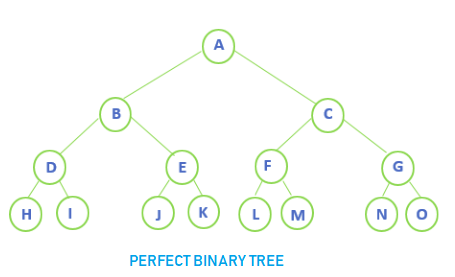 A
B C
D E F G
H I J K L M N O
PERFECT BINARY TREE